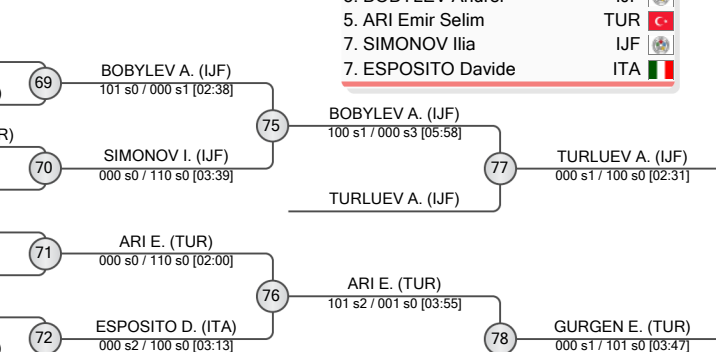 5. ARI Emir Selim TUR
7. SIMONOV Ilia IJF
7. ESPOSITO Davide ITA
69
BOBYLEV A. (IJF)
101 s0 / 000 s1 [02:38]
75
BOBYLEV A. (IJF)
100 s1 / 000 s3 [05:58]
R)
70
SIMONOV I. (IJF)
000 s0 / 110 s0 [03:39]
77
TURLUEV A. (IJF)
000 s1 / 100 s0 [02:31]
TURLUEV A. (IJF)
71
ARI E. (TUR)
000 s0 / 110 s0 [02:00]
76
ARI E. (TUR)
101 s2 / 001 s0 [03:55]
72
ESPOSITO D. (ITA)
000 s2 / 100 s0 [03:13]
78
GURGEN E. (TUR)
000 s1 / 101 s0 [03:47]